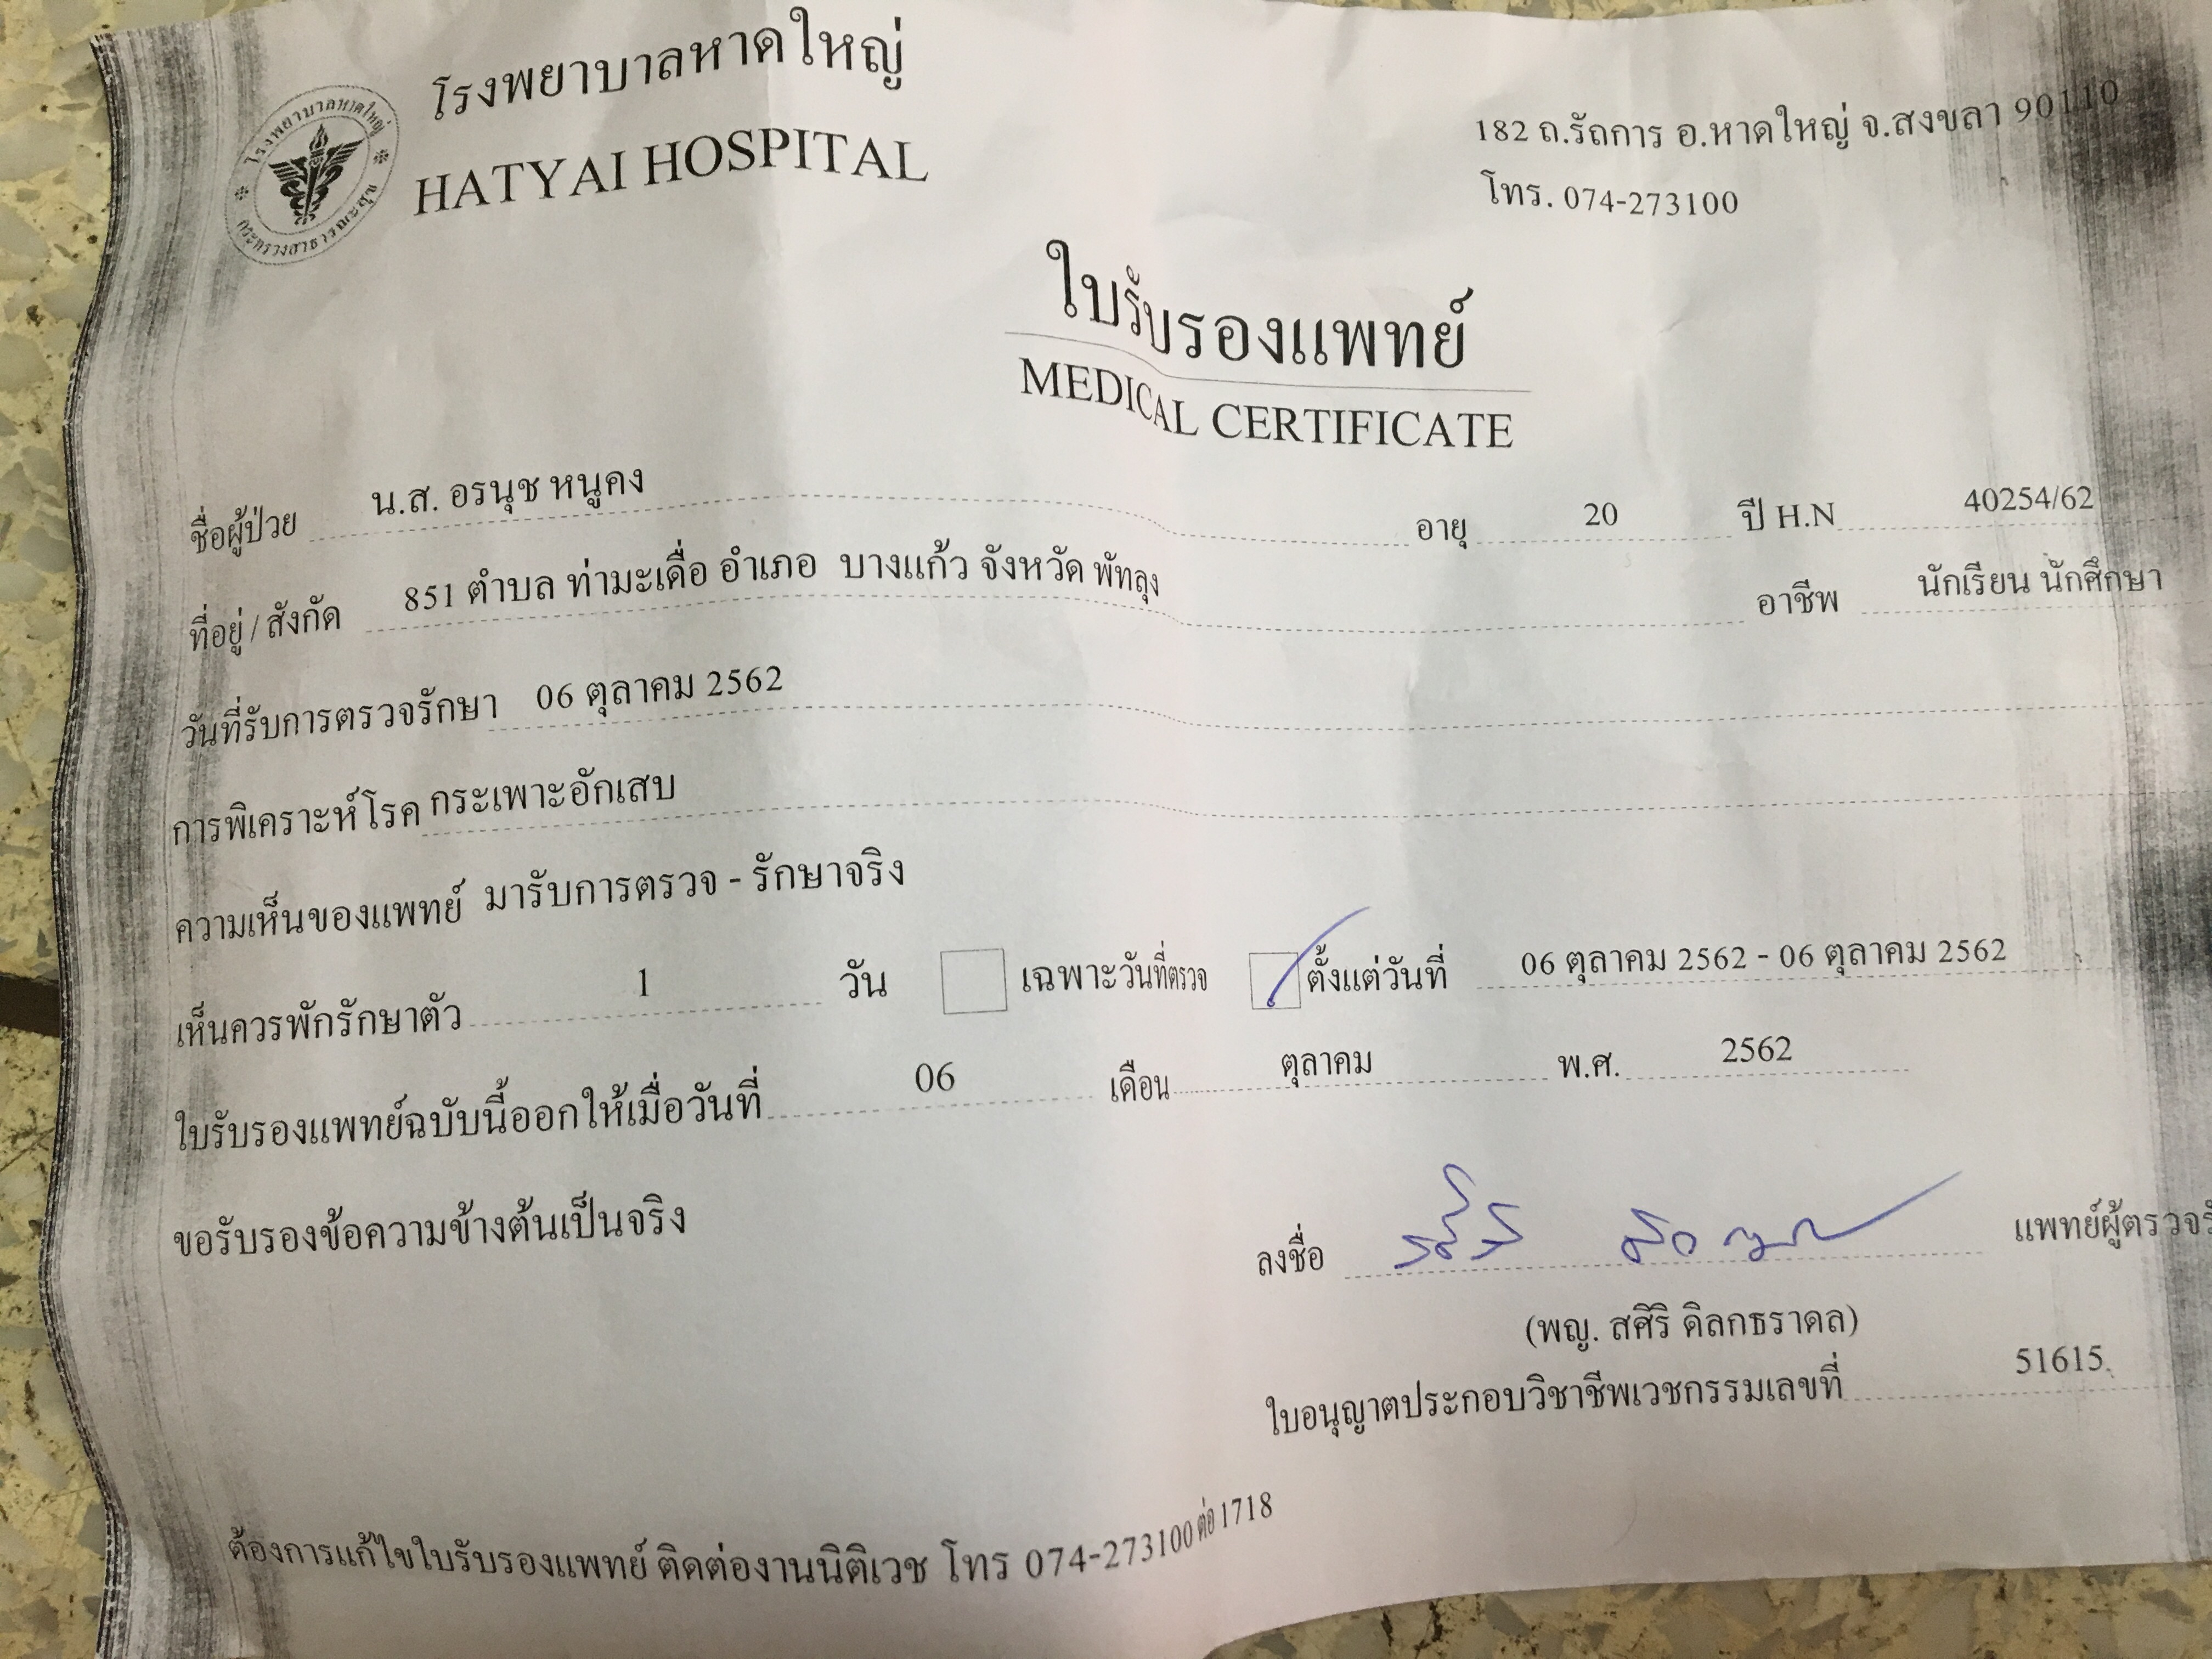 โรงพยาบาลหาดใหญ่
HATYAI HOSPITAL
182 ถ.รัถการ อ.หาดใหญ่ จ.สงขลา 90110
โทร. 074-273100
ใบรับรองแพทย์
MEDICAL CERTIFICATE
ชื่อผู้ป่วย น.ส. อรนุช หนูคง อายุ 20 ปี H.N 40254/62
ที่อยู่ / สังกัด 851 ตำบล ท่ามะเดื่อ อำเภอ บางแก้ว จังหวัด พัทลุง อาชีพ นักเรียน นักศึกษา
วันที่รับการตรวจรักษา 06 ตุลาคม 2562
การวิเคราะห์โรค กระเพาะอักเสบ
ความเห็นของแพทย์ มารับการตรวจ - รักษาจริง
เห็นควรพักรักษาตัว 1 วัน เฉพาะวันที่ตรวจ ตั้งแต่วันที่ 06 ตุลาคม 2562 - 06 ตุลาคม 2562
ใบรับรองแพทย์ฉบับนี้ออกให้เมื่อวันที่ 06 เดือน ตุลาคม พ.ศ. 2562
ขอรับรองข้อความข้างต้นเป็นจริง
ลงชื่อ แพทย์ผู้ตรวจ
(พญ. สศิริ ดิลกธราดล)
ใบอนุญาตประกอบวิชาชีพเวชกรรมเลขที่ 51615
ต้องการแก้ไขใบรับรองแพทย์ ติดต่องานนิติเวช โทร 074-273100 ต่อ 1718